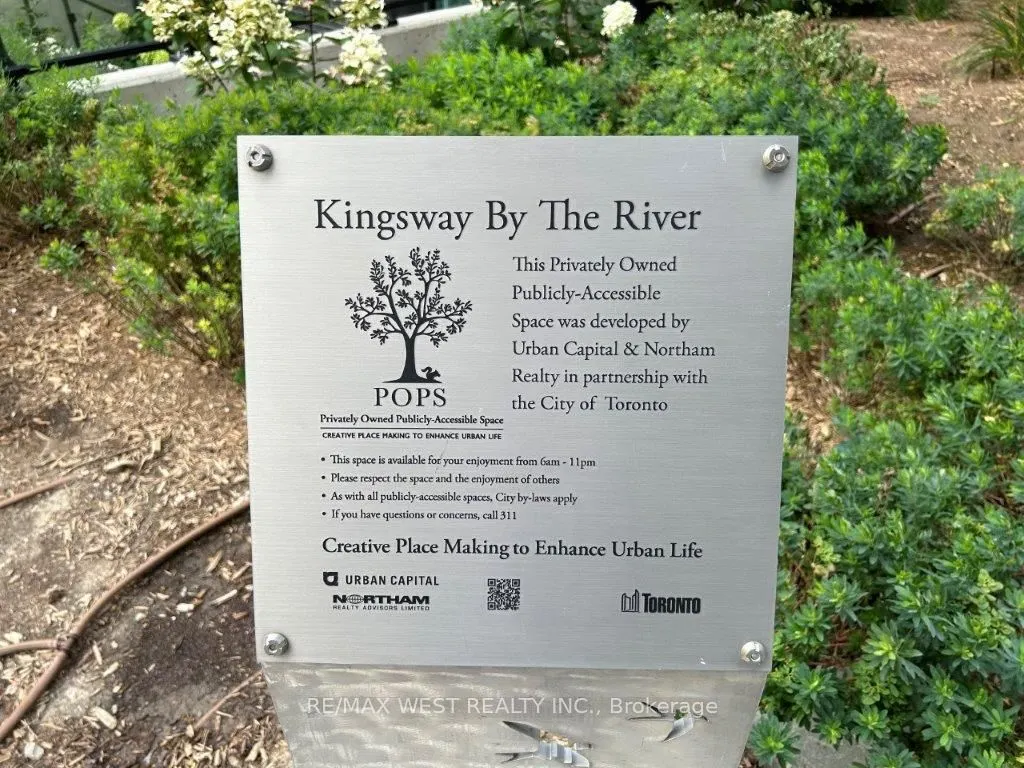 Kingsway By The River
This Privately Owned
Publicly-Accessible
Space was developed by
Urban Capital & Northam
Realty in partnership with
the City of Toronto
POPS
Privately Owned Publicly-Accessible Space
CREATIVE PLACE MAKING TO ENHANCE URBAN LIFE
• This space is available for your enjoyment from 6am - 11pm
• Please respect the space and the enjoyment of others
• As with all publicly-accessible spaces, City by-laws apply
• If you have questions or concerns, call 311
Creative Place Making to Enhance Urban Life
URBAN CAPITAL
NORTHAM
REALTY ADVISORS LIMITED
TORONTO
RE/MAX WEST REALTY INC., Brokerage